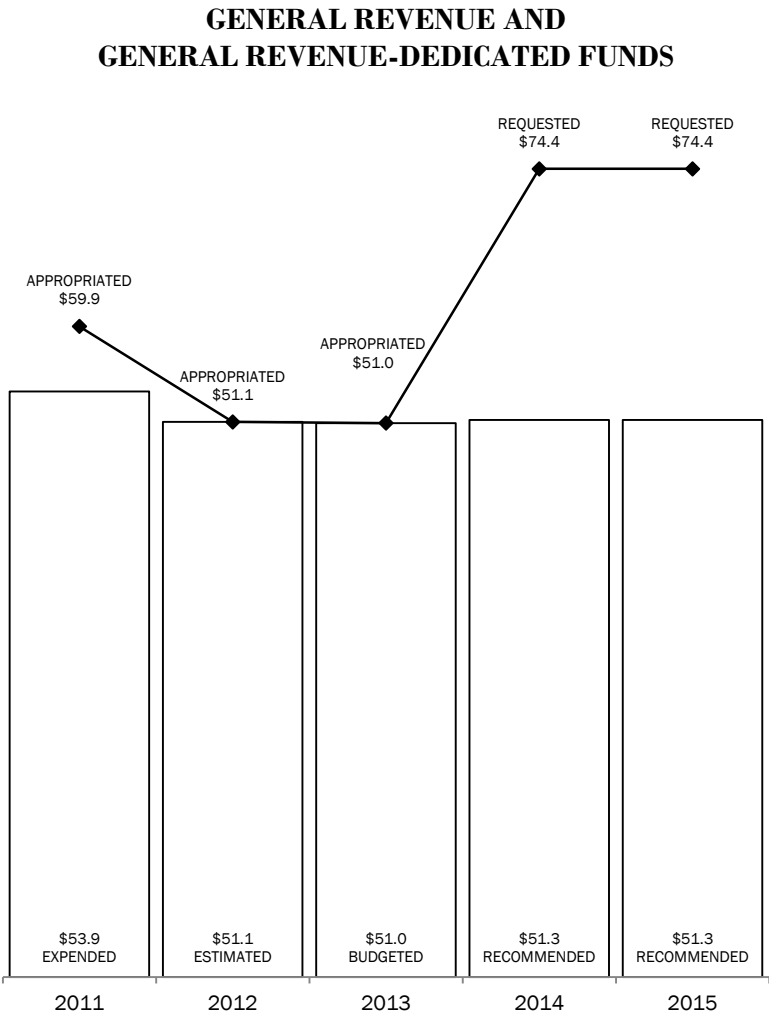 GENERAL REVENUE AND
GENERAL REVENUE-DEDICATED FUNDS
REQUESTED
$74.4
REQUESTED
$74.4
APPROPRIATED
$59.9
APPROPRIATED
$51.0
APPROPRIATED
$51.1
$53.9
EXPENDED
$51.1
ESTIMATED
$51.0
BUDGETED
$51.3
RECOMMENDED
$51.3
RECOMMENDED
2011
2012
2013
2014
2015